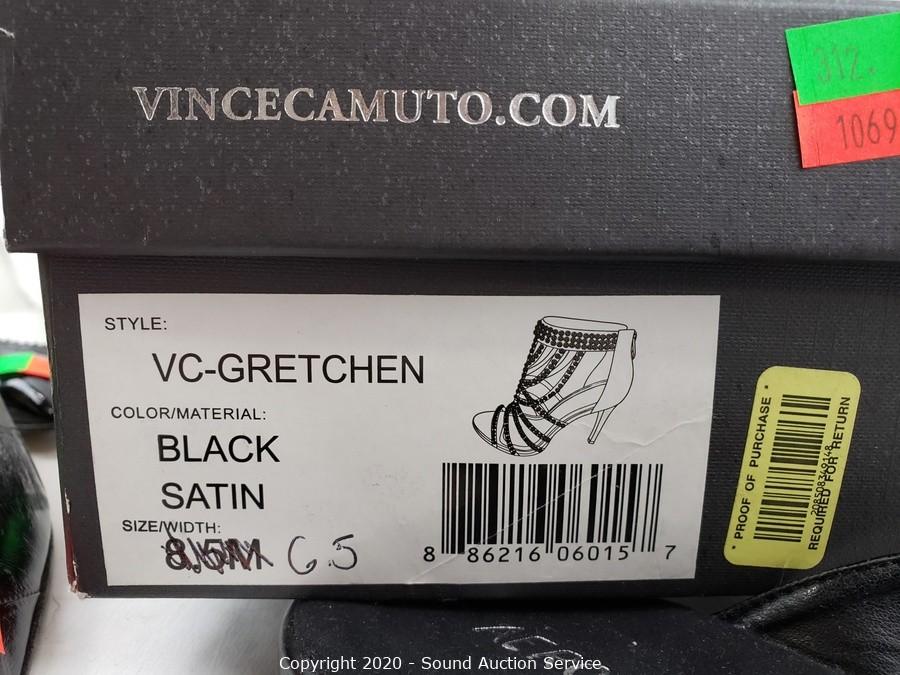 VINCECAMUTO.COM
312.
1069
STYLE:
VC-GRETCHEN
COLOR/MATERIAL:
BLACK
SATIN
SIZE/WIDTH:
8.5M 6.5
8 86216 06015 7
• PROOF OF PURCHASE •
208508349148
REQUIRED FOR RETURN
Copyright 2020 - Sound Auction Service